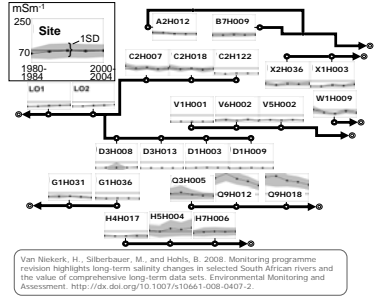 mSm-1
250
Site
1SD
70
1980-
1984
2000-
2004
A2H012
B7H009
C2H007
C2H018
C2H122
X2H036
X1H003
LO1
LO2
W1H009
V1H001
V6H002
V5H002
D3H008
D3H013
D1H003
D1H009
G1H031
G1H036
Q3H005
Q9H012
Q9H018
H4H017
H5H004
H7H006
Van Niekerk, H., Silberbauer, M., and Hohls, B. 2008. Monitoring programme
revision highlights long-term salinity changes in selected South African rivers and
the value of comprehensive long-term data sets. Environmental Monitoring and
Assessment. http://dx.doi.org/10.1007/s10661-008-0407-2.